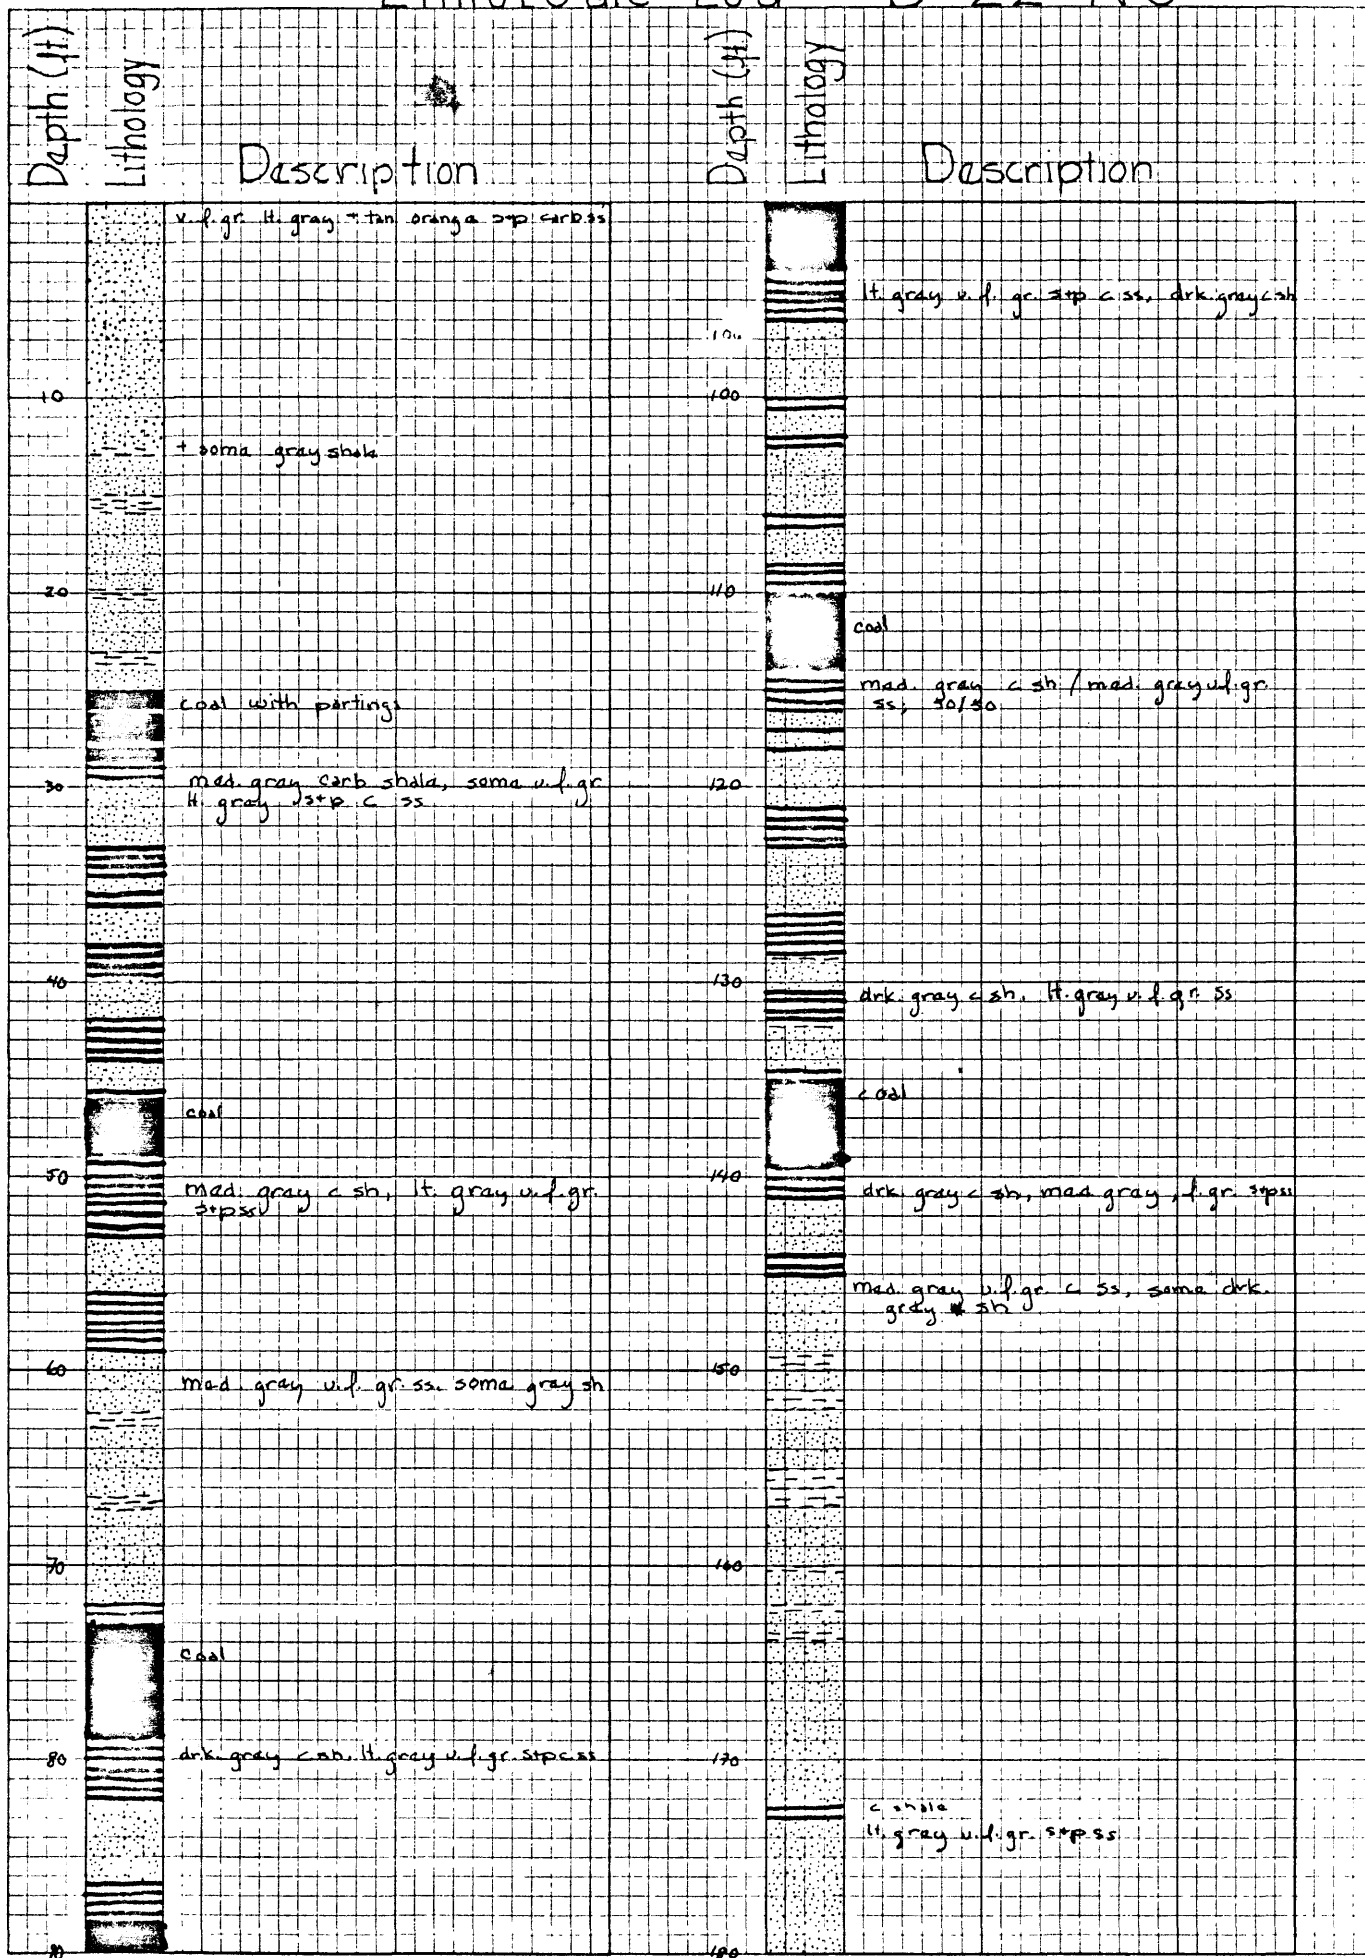 Lithologic Log D-22-NC
Depth (ft.)
Lithology
Description
v.f.gr. lt. gray + tan orange s+p carb.ss
10
+ some gray shale
20
coal with partings
30
med. gray carb shale, some v.f.gr
lt. gray s+p c ss
40
coal
50
med. gray c sh, lt. gray v.f.gr.
s+p ss
60
med. gray v.f. gr. ss. some gray sh
70
coal
80
drk. gray c sh, lt. gray v.f.gr. s+p c ss
90
Depth (ft.)
Lithology
Description
lt. gray v.f. gr. s+p c ss, drk. gray c sh
100
100
110
coal
med. gray c sh / med. gray v.f.gr.
ss; 50/50
120
130
drk. gray c sh, lt. gray v.f.gr. ss
coal
140
drk gray c sh, med gray, f.gr. s+p ss
med. gray v.f.gr. c ss, some drk.
gray sh
150
160
170
c shale
lt. gray v.f.gr. s+p ss
180